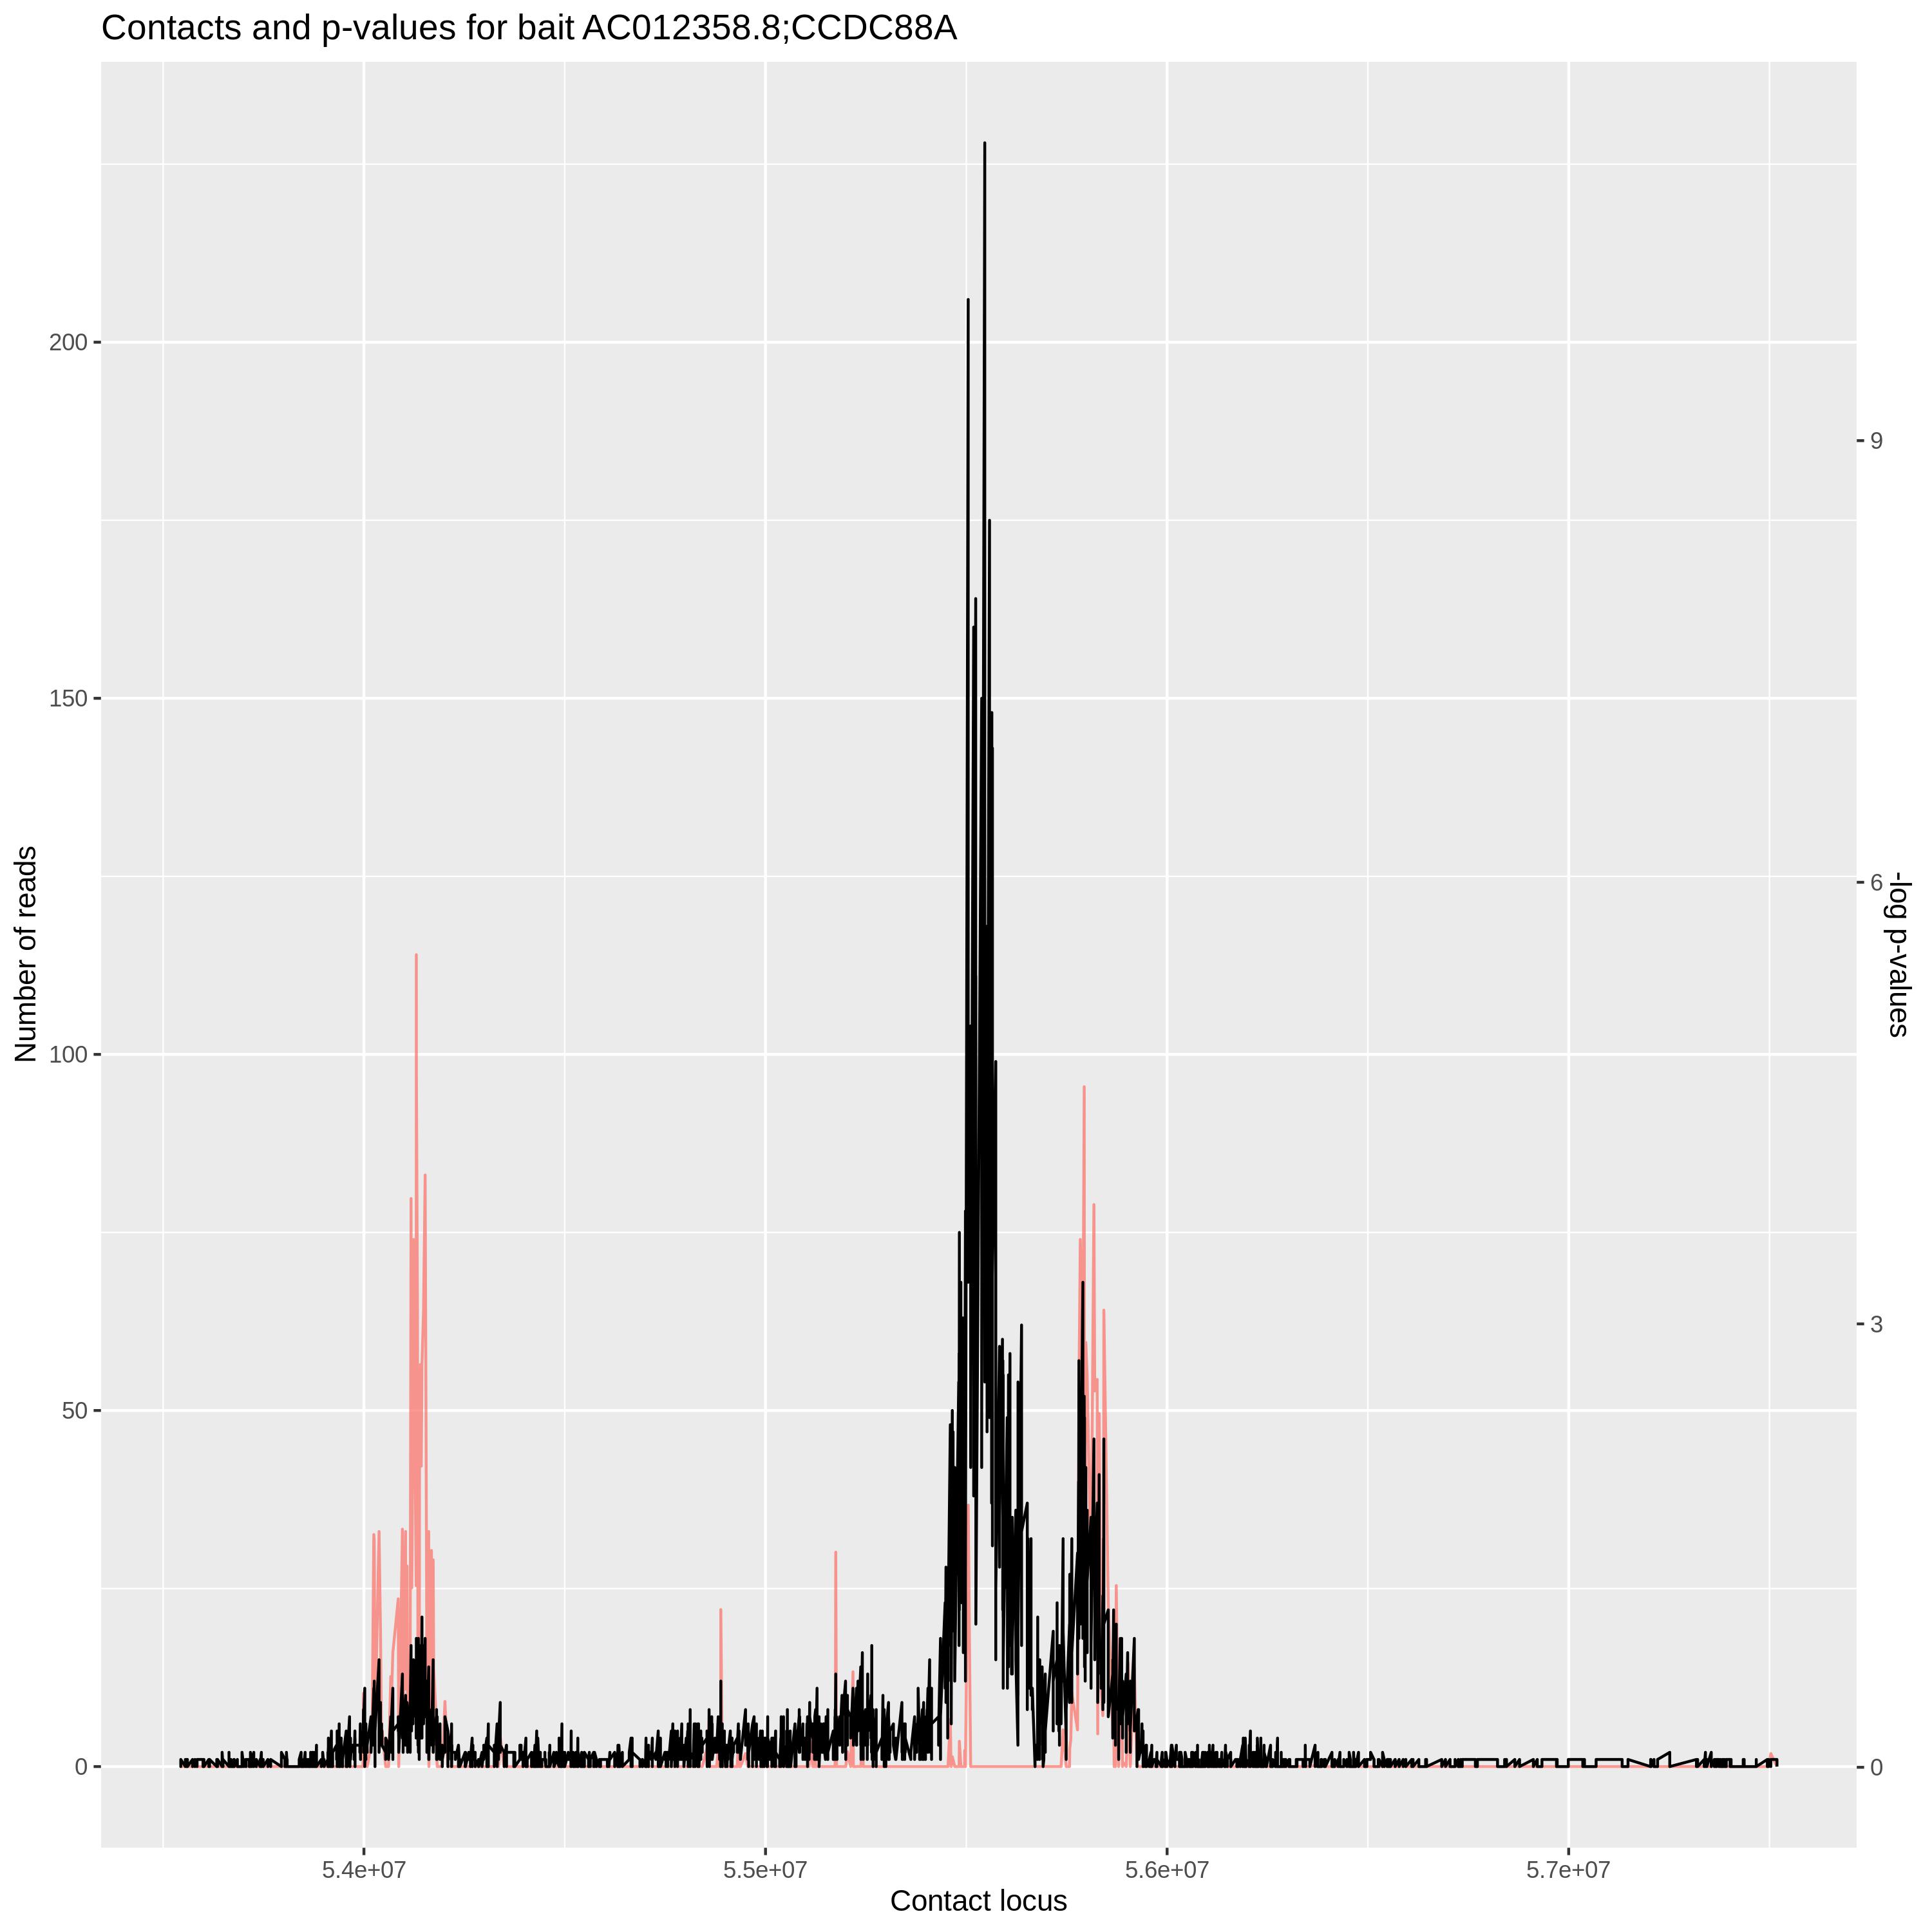 Contacts and p-values for bait AC012358.8;CCDC88A
Number of reads
200
150
100
50
0
9
6
3
0
-log p-values
5.4e+07
5.5e+07
5.6e+07
5.7e+07
Contact locus